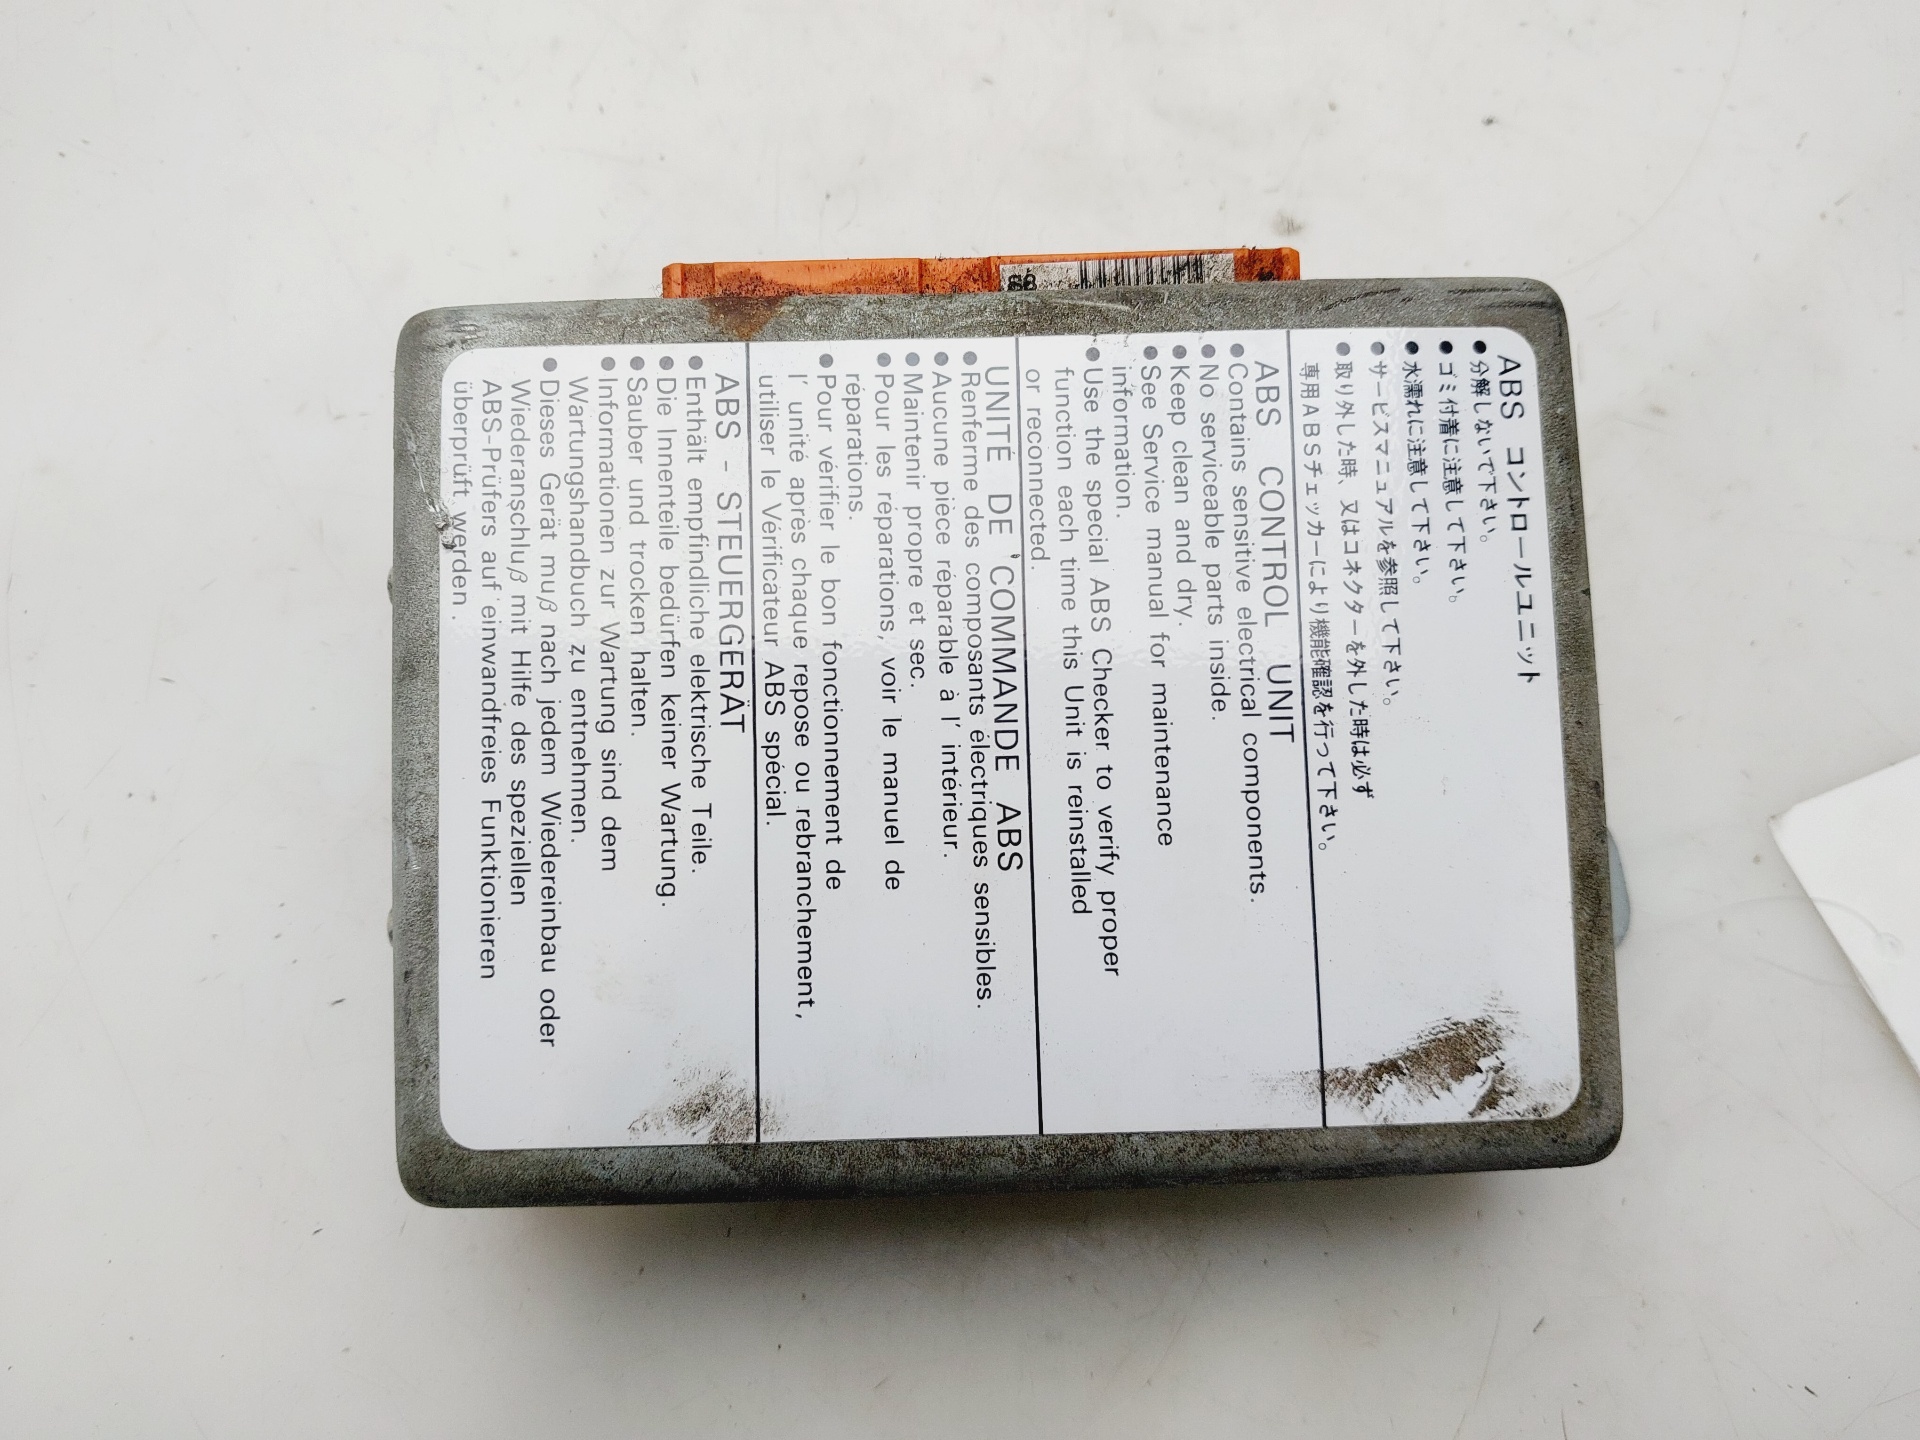 ABS コントロールユニット
●分解しないで下さい。
●ゴミ付着に注意して下さい。
●水濡れに注意して下さい。
●サービスマニュアルを参照して下さい。
●取り外した時、又はコネクターを外した時は必ず
専用ABSチェッカーにより機能確認を行って下さい。
ABS CONTROL UNIT
●Contains sensitive electrical components.
●No serviceable parts inside.
●Keep clean and dry.
●See Service manual for maintenance
information.
●Use the special ABS Checker to verify proper
function each time this Unit is reinstalled
or reconnected.
UNITÉ DE COMMANDE ABS
●Renferme des composants électriques sensibles.
●Aucune pièce réparable à l' intérieur.
●Maintenir propre et sec.
●Pour les réparations, voir le manuel de
réparations.
●Pour vérifier le bon fonctionnement de
l' unité après chaque repose ou rebranchement,
utiliser le Vérificateur ABS spécial.
ABS - STEUERGERÄT
●Enthält empfindliche elektrische Teile.
●Die Innenteile bedürfen keiner Wartung.
●Sauber und trocken halten.
●Informationen zur Wartung sind dem
Wartungshandbuch zu entnehmen.
●Dieses Gerät muß nach jedem Wiedereinbau oder
Wiederanschluß mit Hilfe des speziellen
ABS-Prüfers auf einwandfreies Funktionieren
überprüft werden.